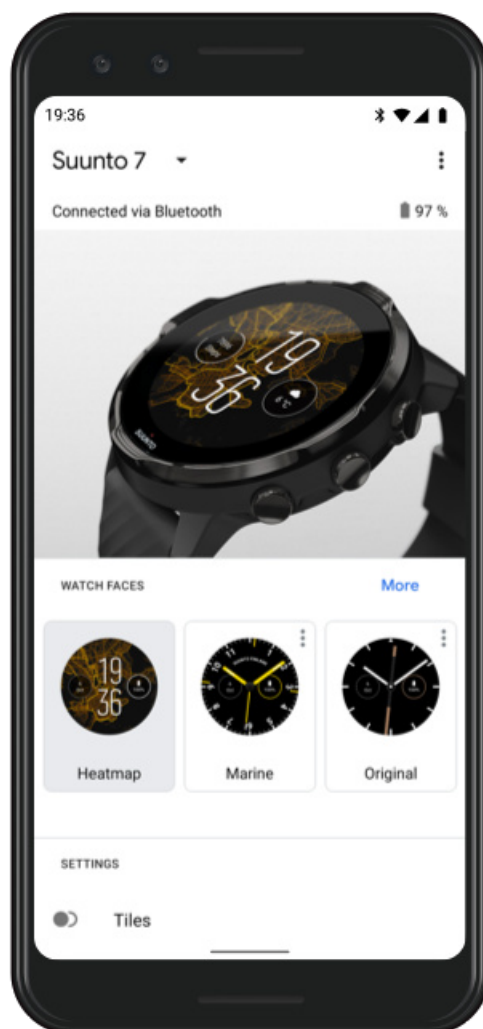 19:36
Suunto 7
Connected via Bluetooth
97 %
19
36
SUUNTO
°F
WATCH FACES
More
19
36
Heatmap
Marine
Original
SETTINGS
Tiles